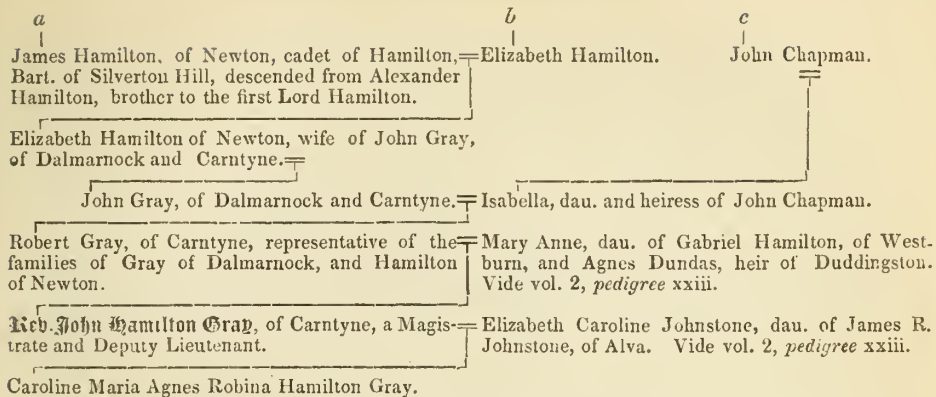 a b c
James Hamilton, of Newton, cadet of Hamilton, Elizabeth Hamilton. John Chapman.
Bart. of Silverton Hill, descended from Alexander
Hamilton, brother to the first Lord Hamilton.
Elizabeth Hamilton of Newton, wife of John Gray,
of Dalmarnock and Carntyne.
John Gray, of Dalmarnock and Carntyne. Isabella, dau. and heiress of John Chapman.
Robert Gray, of Carntyne, representative of the Mary Anne, dau. of Gabriel Hamilton, of West-
families of Gray of Dalmarnock, and Hamilton burn, and Agnes Dundas, heir of Duddingston.
of Newton. Vide vol. 2, pedigree xxiii.
Rev. John Hamilton Gray, of Carntyne, a Magis- Elizabeth Caroline Johnstone, dau. of James R.
trate and Deputy Lieutenant. Johnstone, of Alva. Vide vol. 2, pedigree xxiii.
Caroline Maria Agnes Robina Hamilton Gray.